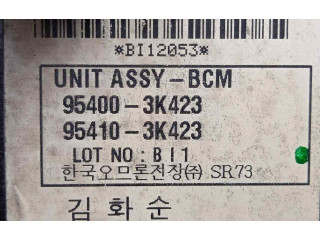 *BI12053*
UNIT ASSY-BCM
95400-3K423
95410-3K423
LOT NO:BI1
한국오므론전장㈜ SR73
김화순